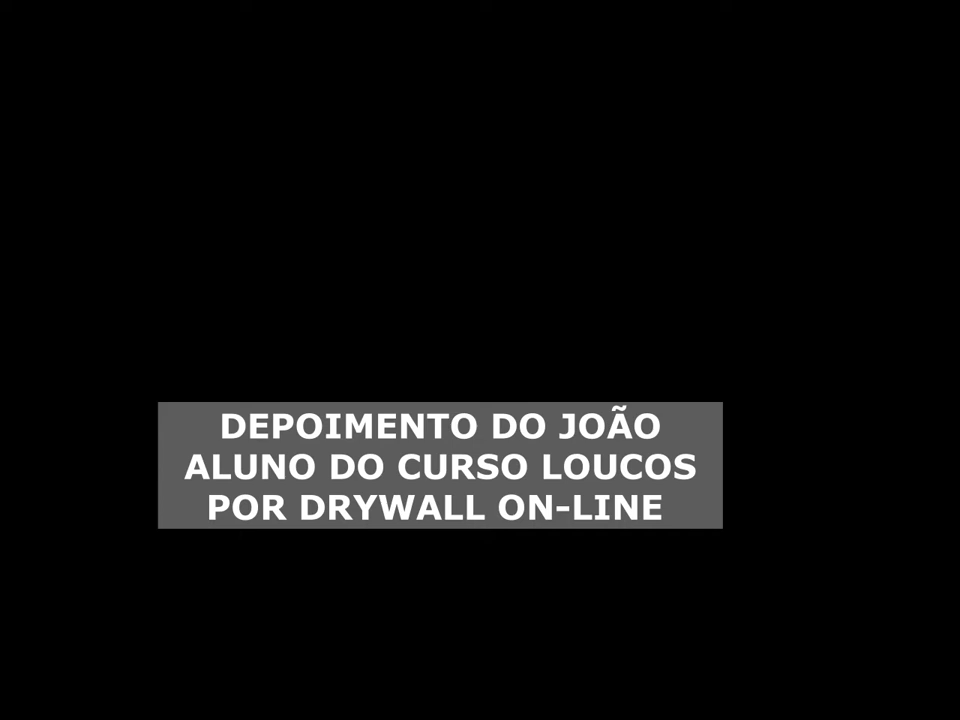 DEPOIMENTO DO JOÃO
ALUNO DO CURSO LOUCOS
POR DRYWALL ON-LINE